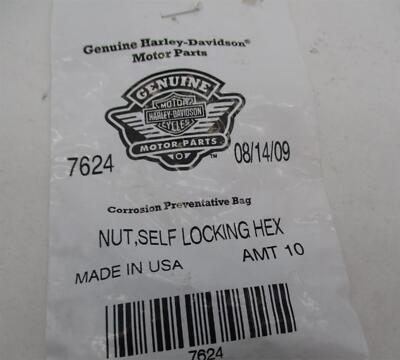 Genuine Harley-Davidson®
Motor Parts
GENUINE
MOTOR
HARLEY-DAVIDSON
CYCLES
MOTOR PARTS
TM
7624 08/14/09
Corrosion Preventative Bag
NUT,SELF LOCKING HEX
MADE IN USA AMT 10
7624